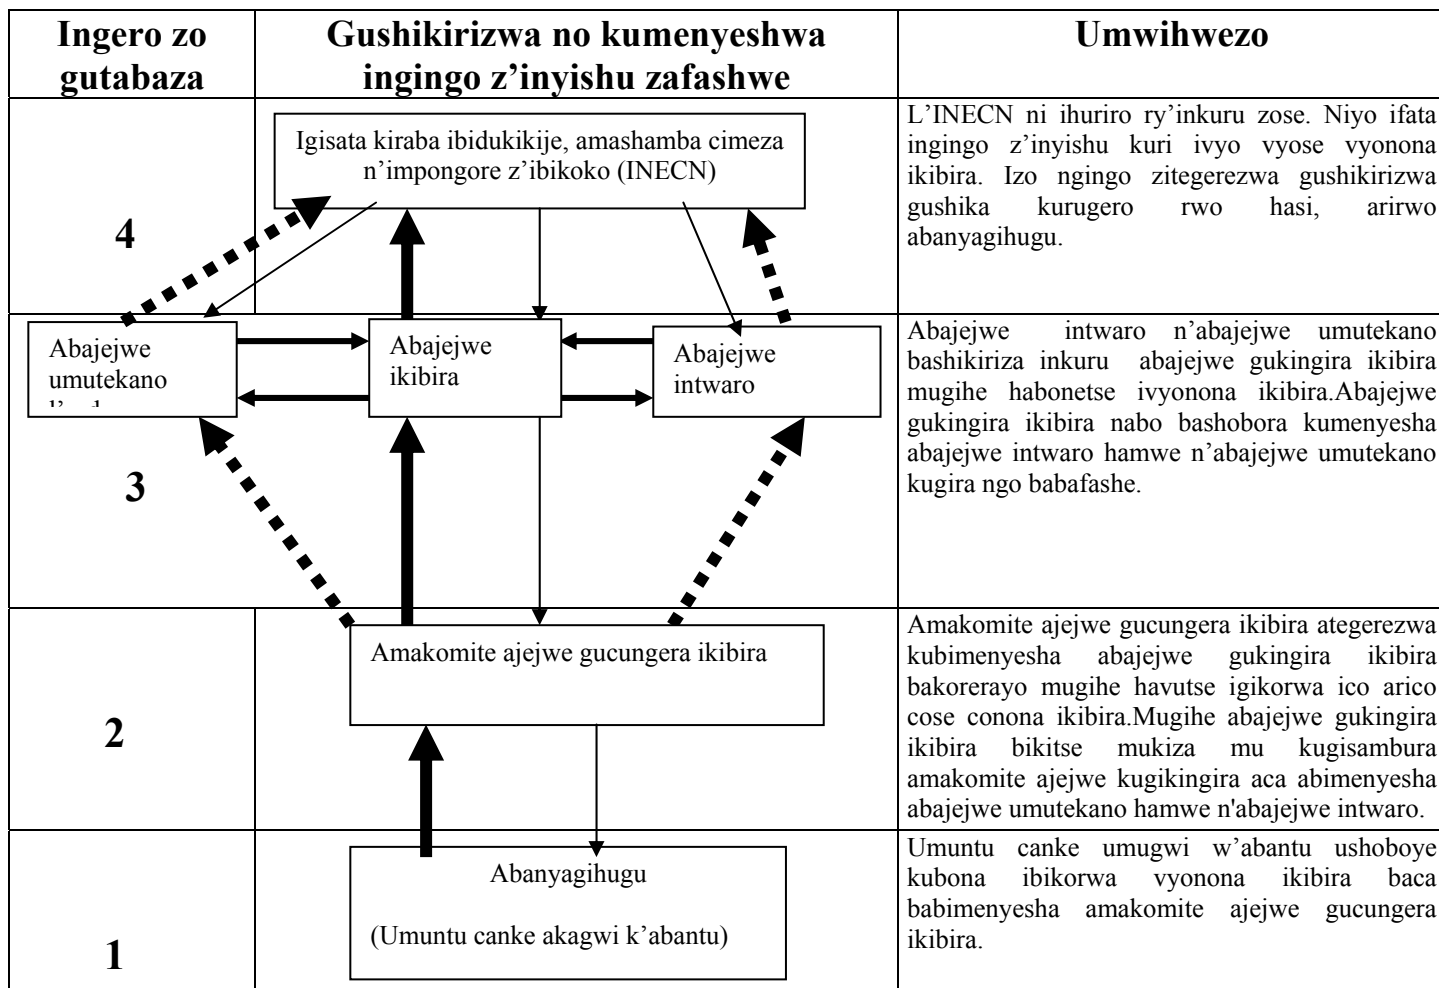 Ingero zo
gutabaza
Gushikirizwa no kumenyeshwa
ingingo z'inyishu zafashwe
Umwihwezo
4
Igisata kiraba ibidukikije, amashamba cimeza
n'impongore z'ibikoko (INECN)
L'INECN ni ihuriro ry'inkuru zose. Niyo ifata
ingingo z'inyishu kuri ivyo vyose vyonona
ikibira. Izo ngingo zitegerezwa gushikirizwa
gushika kurugero rwo hasi, arirwo
abanyagihugu.
3
Abajejwe
umutekano
Abajejwe
ikibira
Abajejwe
intwaro
Abajejwe intwaro n'abajejwe umutekano
bashikiriza inkuru abajejwe gukingira ikibira
mugihe habonetse ivyonona ikibira.Abajejwe
gukingira ikibira nabo bashobora kumenyesha
abajejwe intwaro hamwe n'abajejwe umutekano
kugira ngo babafashe.
2
Amakomite ajejwe gucungera ikibira
Amakomite ajejwe gucungera ikibira ategerezwa
kubimenyesha abajejwe gukingira ikibira
bakorerayo mugihe havutse igikorwa ico arico
cose conona ikibira.Mugihe abajejwe gukingira
ikibira bikitse mukiza mu kugisambura
amakomite ajejwe kugikingira aca abimenyesha
abajejwe umutekano hamwe n'abajejwe intwaro.
1
Abanyagihugu
(Umuntu canke akagwi k'abantu)
Umuntu canke umugwi w'abantu ushoboye
kubona ibikorwa vyonona ikibira baca
babimenyesha amakomite ajejwe gucungera
ikibira.